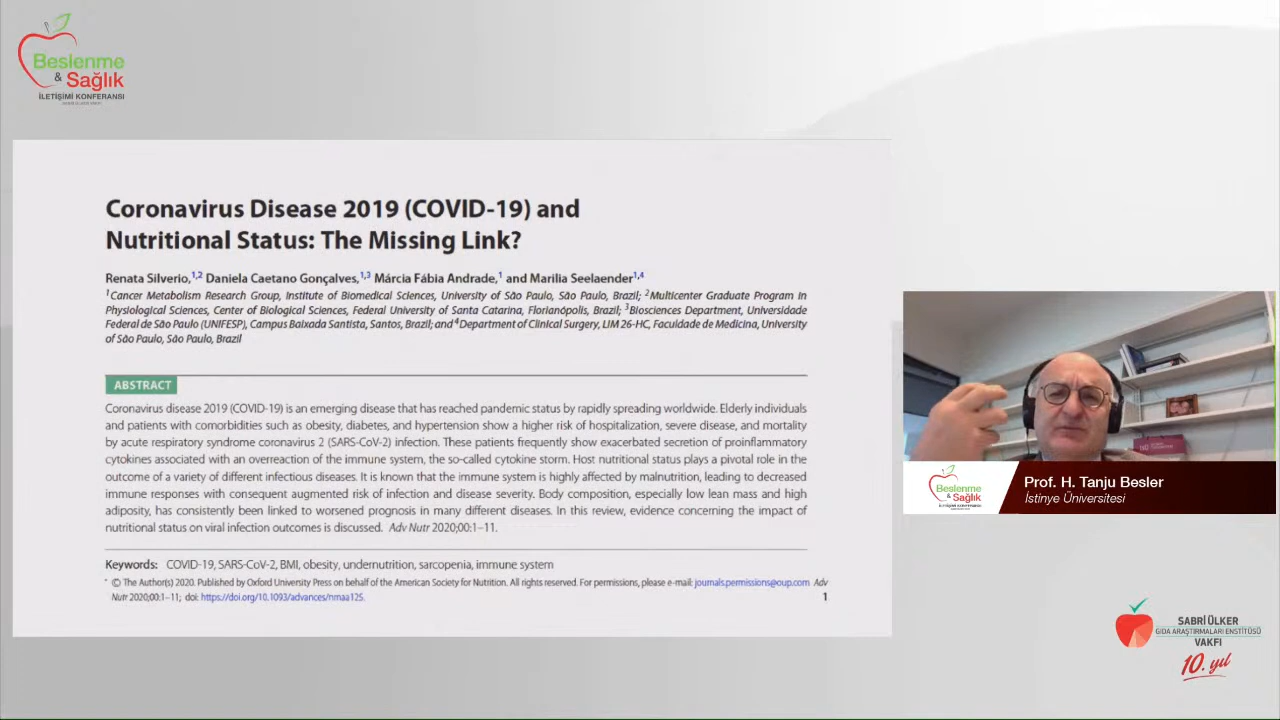 Beslenme
& Sağlık
İLETİŞİMİ KONFERANSI
Coronavirus Disease 2019 (COVID-19) and
Nutritional Status: The Missing Link?
Renata Silverio,1,2 Daniela Caetano Gonçalves,1,3 Márcia Fábia Andrade,1 and Marilia Seelaender1,4
1Cancer Metabolism Research Group, Institute of Biomedical Sciences, University of São Paulo, São Paulo, Brazil; 2Multicenter Graduate Program in
Physiological Sciences, Center of Biological Sciences, Federal University of Santa Catarina, Florianópolis, Brazil; 3Biosciences Department, Universidade
Federal de São Paulo (UNIFESP), Campus Baixada Santista, Santos, Brazil; and 4Department of Clinical Surgery, LIM 26-HC, Faculdade de Medicina, University
of São Paulo, São Paulo, Brazil
ABSTRACT
Coronavirus disease 2019 (COVID-19) is an emerging disease that has reached pandemic status by rapidly spreading worldwide. Elderly individuals
and patients with comorbidities such as obesity, diabetes, and hypertension show a higher risk of hospitalization, severe disease, and mortality
by acute respiratory syndrome coronavirus 2 (SARS-CoV-2) infection. These patients frequently show exacerbated secretion of proinflammatory
cytokines associated with an overreaction of the immune system, the so-called cytokine storm. Host nutritional status plays a pivotal role in the
outcome of a variety of different infectious diseases. It is known that the immune system is highly affected by malnutrition, leading to decreased
immune responses with consequent augmented risk of infection and disease severity. Body composition, especially low lean mass and high
adiposity, has consistently been linked to worsened prognosis in many different diseases. In this review, evidence concerning the impact of
nutritional status on viral infection outcomes is discussed. Adv Nutr 2020;00:1–11.
Keywords: COVID-19, SARS-CoV-2, BMI, obesity, undernutrition, sarcopenia, immune system
© The Author(s) 2020. Published by Oxford University Press on behalf of the American Society for Nutrition. All rights reserved. For permissions, please e-mail: journals.permissions@oup.com Adv
Nutr 2020;00:1–11; doi: https://doi.org/10.1093/advances/nmaa125. 1
Beslenme
& Sağlık
İLETİŞİMİ KONFERANSI
Prof. H. Tanju Besler
İstinye Üniversitesi
SABRİ ÜLKER
GIDA ARAŞTIRMALARI ENSTİTÜSÜ
VAKFI
10. yıl